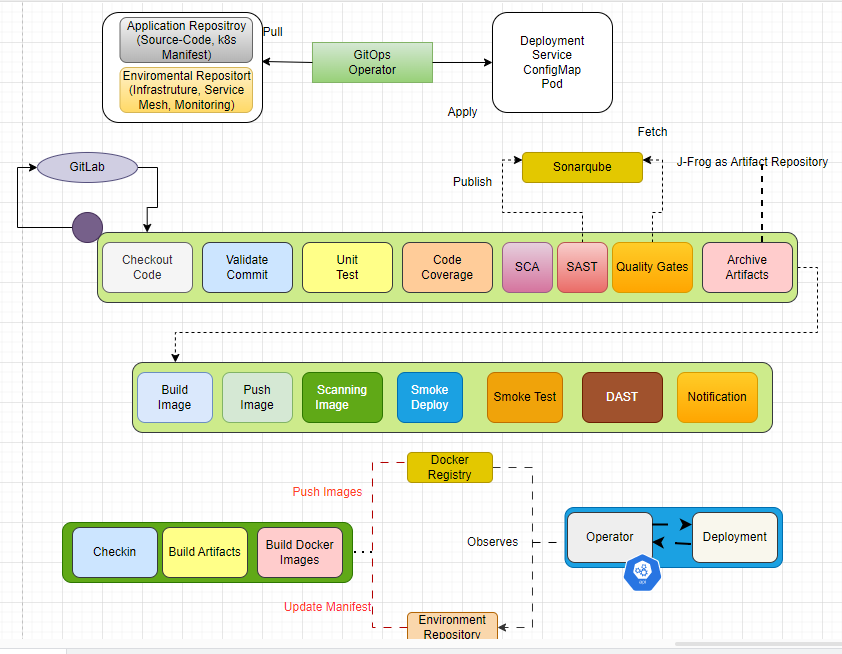 Application Repositroy
(Source-Code, k8s
Manifest)
Enviromental Repositort
(Infrastruture, Service
Mesh, Monitoring)
Pull
GitOps
Operator
Deployment
Service
ConfigMap
Pod
Apply
Fetch
GitLab
Sonarqube
J-Frog as Artifact Repository
Publish
Checkout
Code
Validate
Commit
Unit
Test
Code
Coverage
SCA
SAST
Quality Gates
Archive
Artifacts
Build
Image
Push
Image
Scanning
Image
Smoke
Deploy
Smoke Test
DAST
Notification
Docker
Registry
Push Images
Checkin
Build Artifacts
Build Docker
Images
Observes
Operator
Deployment
Update Manifest
Environment
Repository